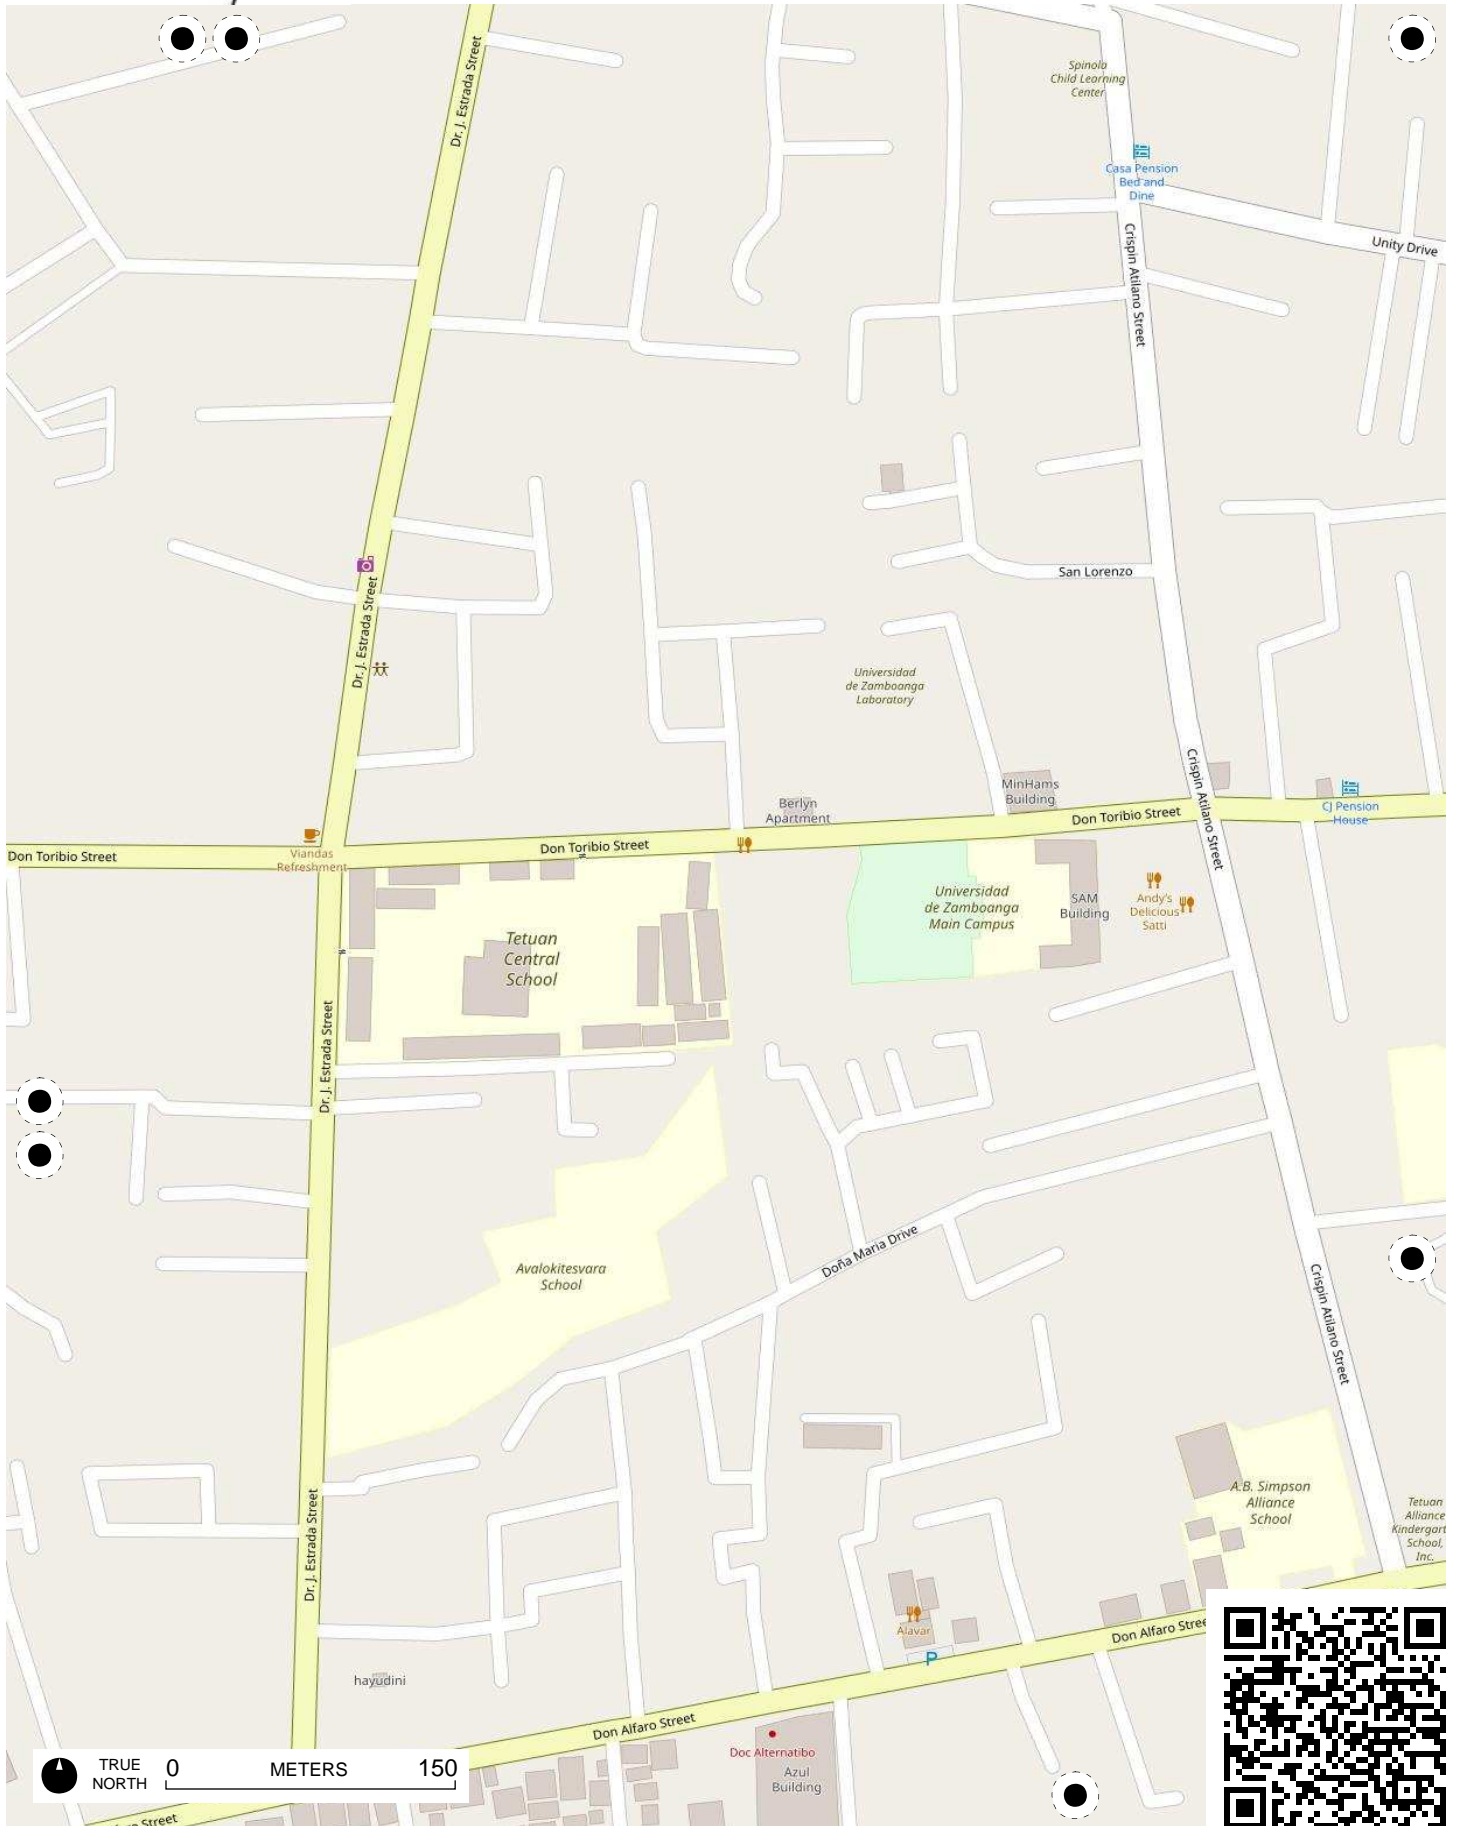 Dr. J. Estrada Street
Spinola
Child Learning
Center
Casa Pension
Bed and
Dine
Unity Drive
Crispin Atilano Street
San Lorenzo
Dr. J. Estrada Street
Universidad
de Zamboanga
Laboratory
Crispin Atilano Street
MinHams
Building
Berlyn
Apartment
CJ Pension
House
Don Toribio Street
Don Toribio Street
Don Toribio Street
Viandas
Refreshment
Universidad
de Zamboanga
Main Campus
SAM
Building
Andy's
Delicious
Satti
Tetuan
Central
School
Dr. J. Estrada Street
Doña Maria Drive
Avalokitesvara
School
Crispin Atilano Street
A.B. Simpson
Alliance
School
Tetuan
Alliance
Kindergart
School,
Inc.
Dr. J. Estrada Street
Alavar
P
Don Alfaro Stree
hayudini
Don Alfaro Street
Doc Alternatibo
Azul
Building
TRUE
NORTH
0 METERS 150
Street